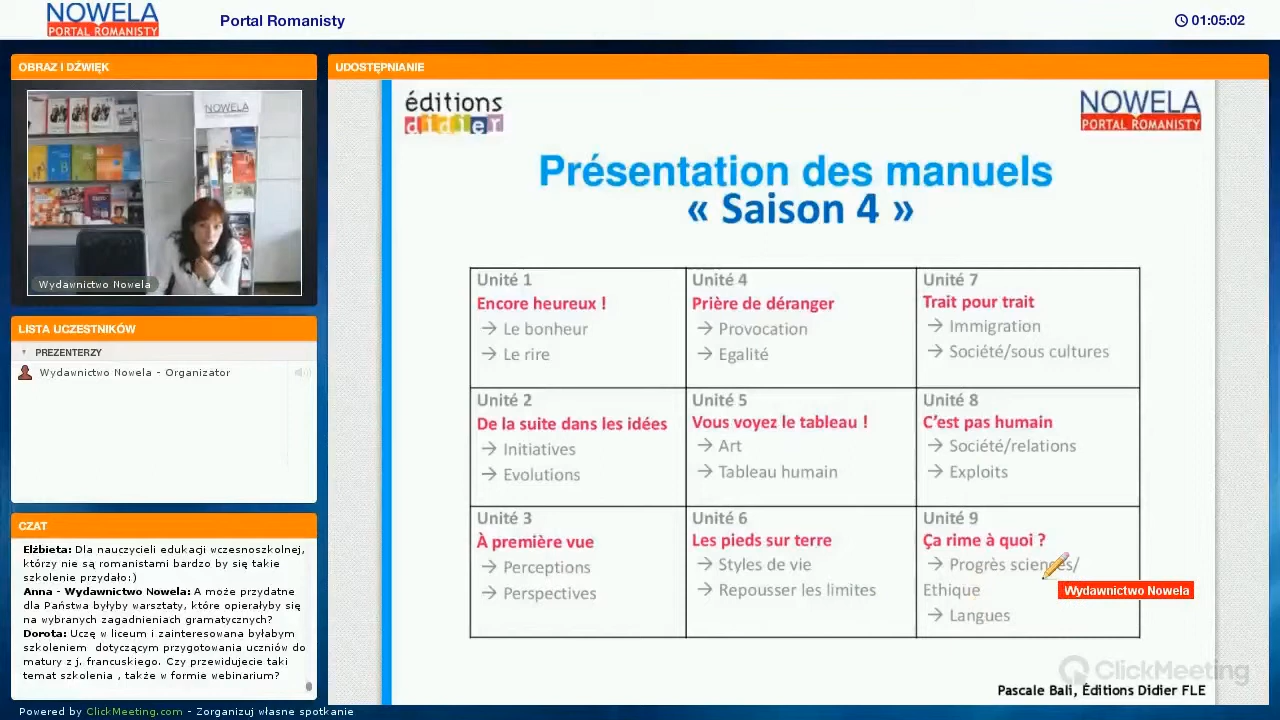 NOWELA
PORTAL ROMANISTY
Portal Romanisty
01:05:02
OBRAZ I DŹWIĘK
NOWELA
Wydawnictwo Nowela
LISTA UCZESTNIKÓW
PREZENTERZY
Wydawnictwo Nowela - Organizator
CZAT
Elżbieta: Dla nauczycieli edukacji wczesnoszkolnej,
którzy nie są romanistami bardzo by się takie
szkolenie przydało:)
Anna - Wydawnictwo Nowela: A może przydatne
dla Państwa byłyby warsztaty, które opierałyby się
na wybranych zagadnieniach gramatycznych?
Dorota: Uczę w liceum i zainteresowana byłabym
szkoleniem dotyczącym przygotowania uczniów do
matury z j. francuskiego. Czy przewidujecie taki
temat szkolenia , także w formie webinarium?
UDOSTĘPNIANIE
éditions
didier
NOWELA
PORTAL ROMANISTY
Présentation des manuels
« Saison 4 »
Unité 1
Encore heureux !
→ Le bonheur
→ Le rire
Unité 4
Prière de déranger
→ Provocation
→ Egalité
Unité 7
Trait pour trait
→ Immigration
→ Société/sous cultures
Unité 2
De la suite dans les idées
→ Initiatives
→ Evolutions
Unité 5
Vous voyez le tableau !
→ Art
→ Tableau humain
Unité 8
C’est pas humain
→ Société/relations
→ Exploits
Unité 3
À première vue
→ Perceptions
→ Perspectives
Unité 6
Les pieds sur terre
→ Styles de vie
→ Repousser les limites
Unité 9
Ça rime à quoi ?
→ Progrès sciences/
Ethique
→ Langues
Wydawnictwo Nowela
ClickMeeting
Pascale Bali, Éditions Didier FLE
Powered by ClickMeeting.com - Zorganizuj własne spotkanie